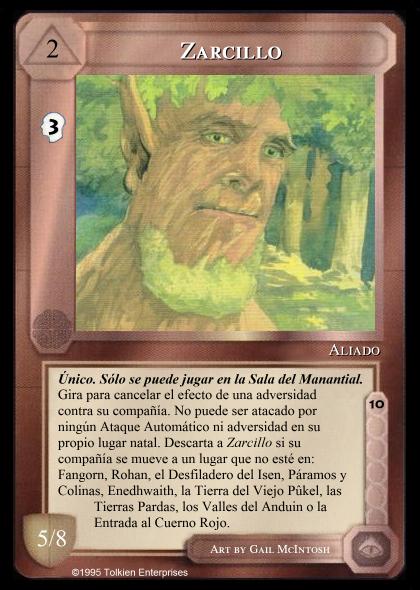 2
Zarcillo
3
Aliado
Único. Sólo se puede jugar en la Sala del Manantial.
Gira para cancelar el efecto de una adversidad
contra su compañía. No puede ser atacado por
ningún Ataque Automático ni adversidad en su
propio lugar natal. Descarta a Zarcillo si su
compañía se mueve a un lugar que no esté en:
Fangorn, Rohan, el Desfiladero del Isen, Páramos y
Colinas, Enedhwaith, la Tierra del Viejo Pûkel, las
Tierras Pardas, los Valles del Anduin o la
Entrada al Cuerno Rojo.
10
5/8
Art by Gail McIntosh
©1995 Tolkien Enterprises